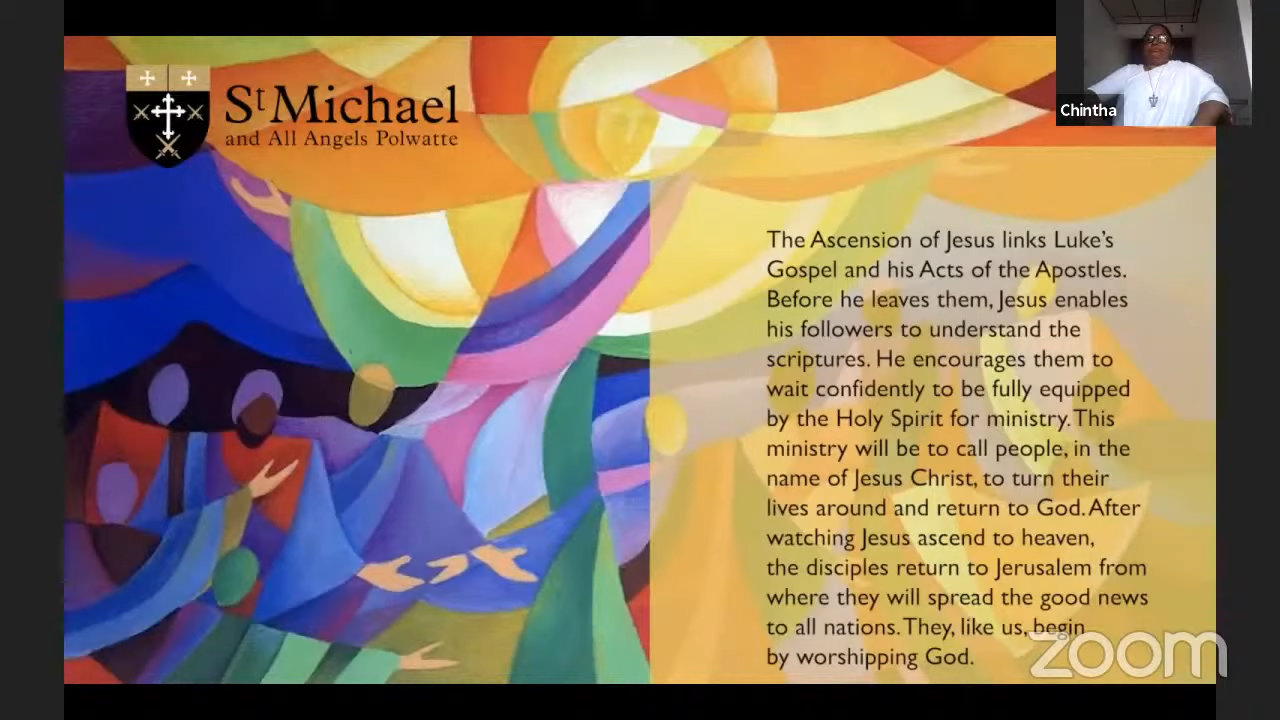 St Michael
and All Angels Polwatte
Chintha
The Ascension of Jesus links Luke's
Gospel and his Acts of the Apostles.
Before he leaves them, Jesus enables
his followers to understand the
scriptures. He encourages them to
wait confidently to be fully equipped
by the Holy Spirit for ministry. This
ministry will be to call people, in the
name of Jesus Christ, to turn their
lives around and return to God. After
watching Jesus ascend to heaven,
the disciples return to Jerusalem from
where they will spread the good news
to all nations. They, like us, begin
by worshipping God.
zoom